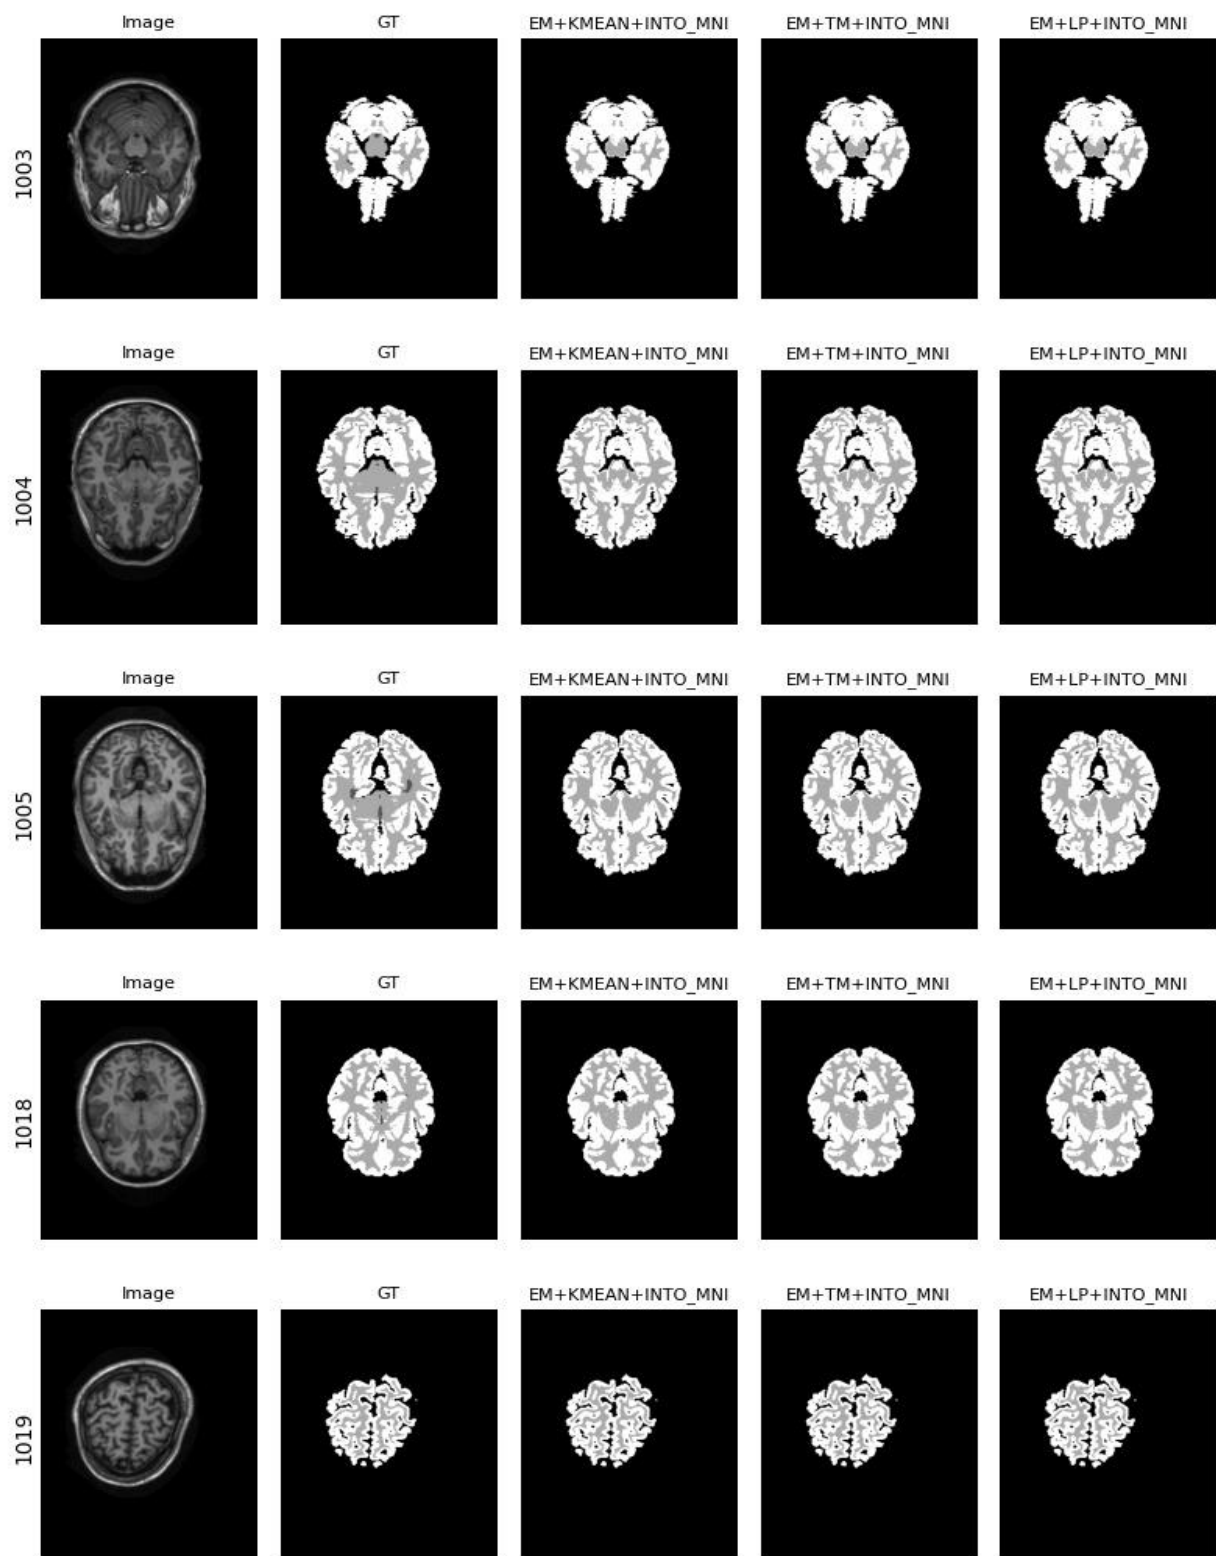 Image GT EM+KMEAN+INTO_MNI EM+TM+INTO_MNI EM+LP+INTO_MNI
1003
Image GT EM+KMEAN+INTO_MNI EM+TM+INTO_MNI EM+LP+INTO_MNI
1004
Image GT EM+KMEAN+INTO_MNI EM+TM+INTO_MNI EM+LP+INTO_MNI
1005
Image GT EM+KMEAN+INTO_MNI EM+TM+INTO_MNI EM+LP+INTO_MNI
1018
Image GT EM+KMEAN+INTO_MNI EM+TM+INTO_MNI EM+LP+INTO_MNI
1019